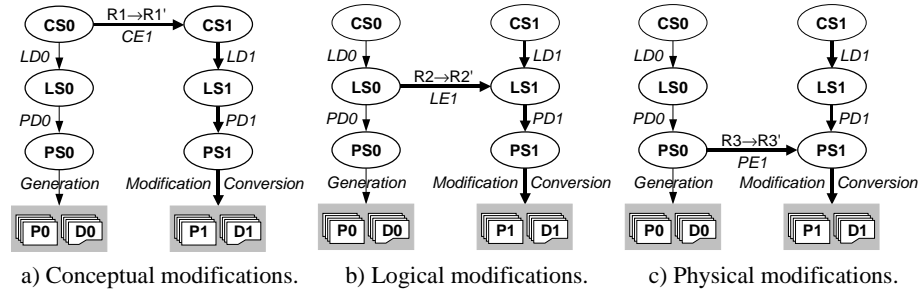 CS0 R1→R1' CS1
CE1
LD0 LD1
LS0 LS1
PD0 PD1
PS0 PS1
Generation Modification Conversion
P0 D0 P1 D1
a) Conceptual modifications.
CS0 CS1
LD0 LD1
LS0 R2→R2' LS1
LE1
PD0 PD1
PS0 PS1
Generation Modification Conversion
P0 D0 P1 D1
b) Logical modifications.
CS0 CS1
LD0 LD1
LS0 LS1
PD0 PD1
PS0 R3→R3' PS1
PE1
Generation Modification Conversion
P0 D0 P1 D1
c) Physical modifications.